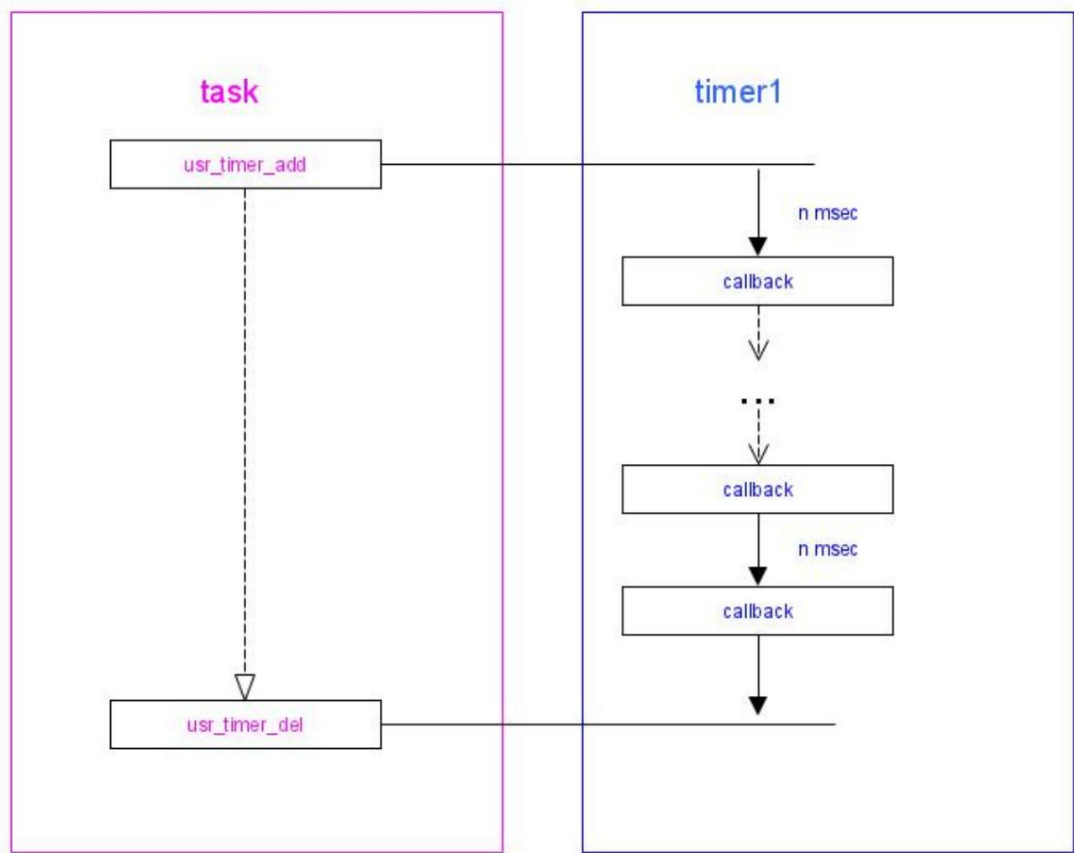 task
timer1
usr_timer_add
n msec
callback
...
callback
n msec
callback
usr_timer_del